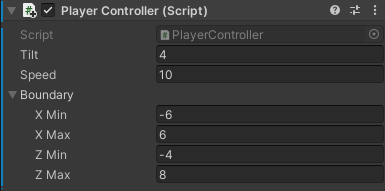 Player Controller (Script)
Script PlayerController
Tilt 4
Speed 10
Boundary
X Min -6
X Max 6
Z Min -4
Z Max 8